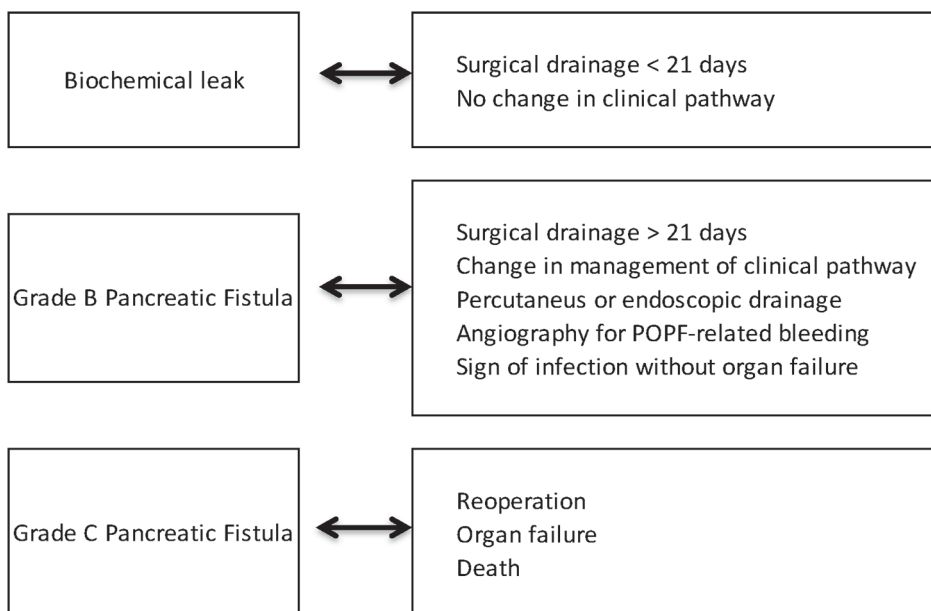 Biochemical leak
Surgical drainage < 21 days
No change in clinical pathway
Grade B Pancreatic Fistula
Surgical drainage > 21 days
Change in management of clinical pathway
Percutaneus or endoscopic drainage
Angiography for POPF-related bleeding
Sign of infection without organ failure
Grade C Pancreatic Fistula
Reoperation
Organ failure
Death